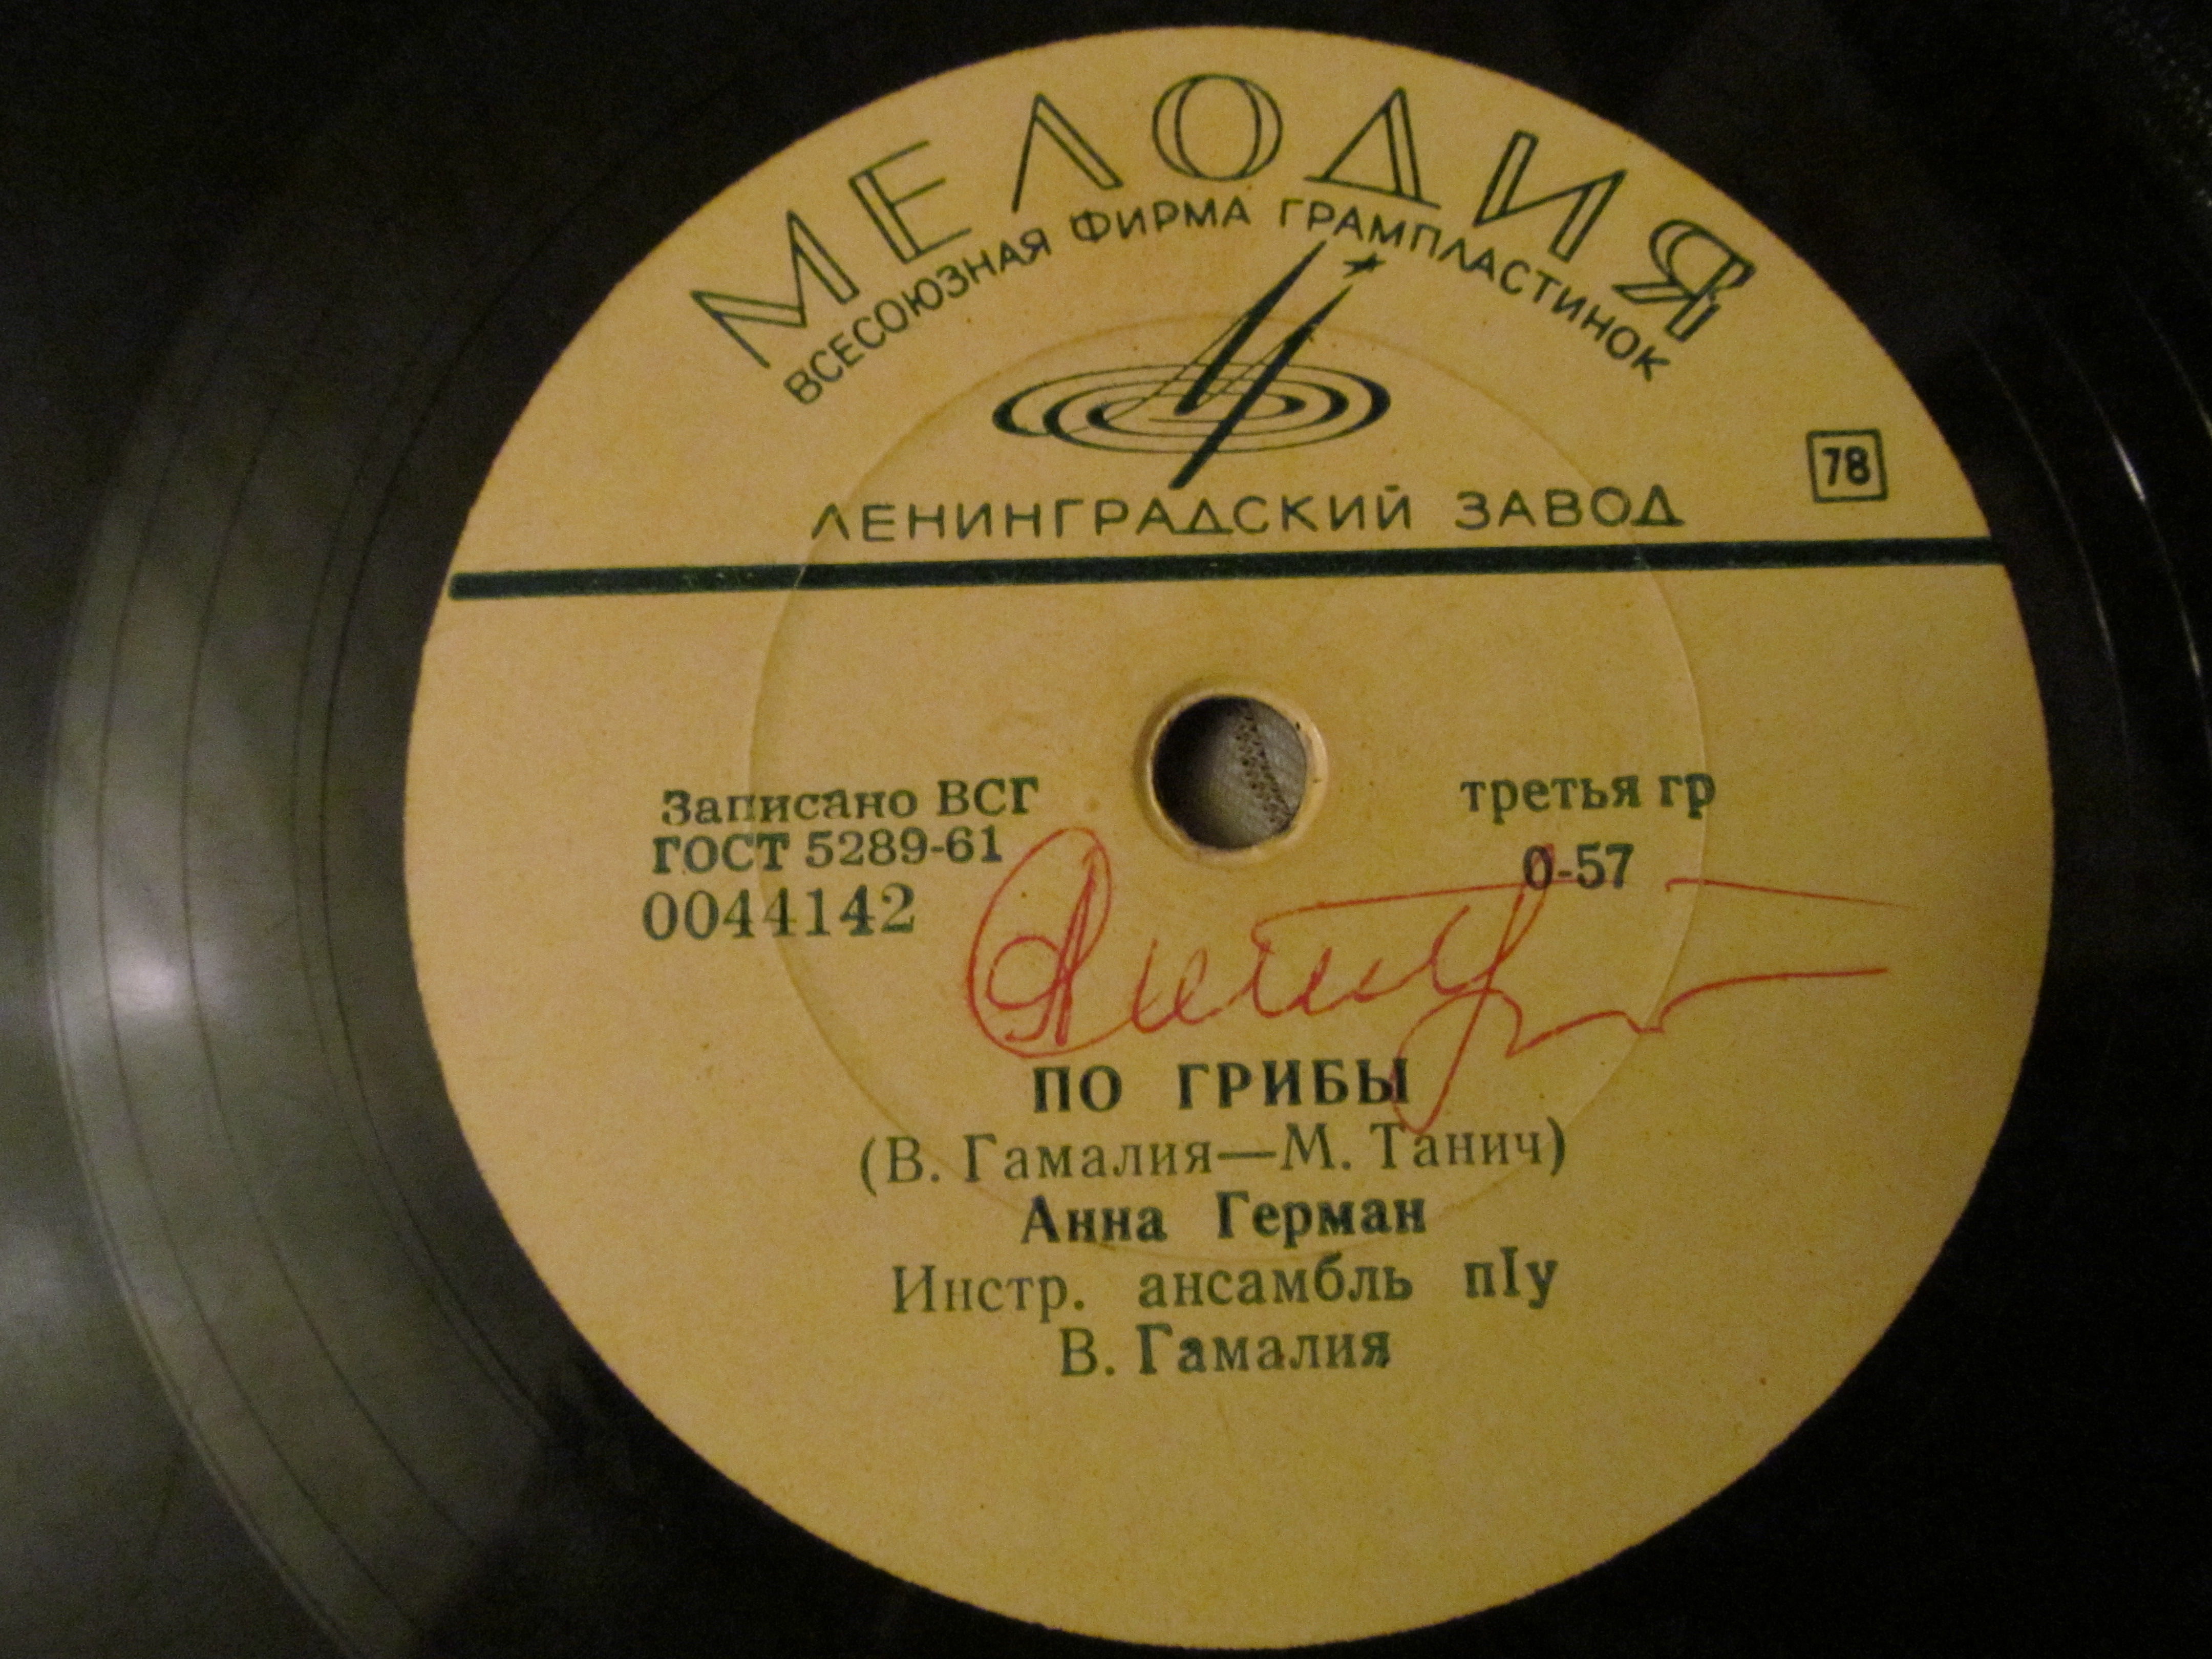 МЕЛОДИЯ
ВСЕСОЮЗНАЯ ФИРМА ГРАМПЛАСТИНОК
78
ЛЕНИНГРАДСКИЙ ЗАВОД
Записано ВСГ
ГОСТ 5289-61
0044142
третья гр
0-57
ПО ГРИБЫ
(В. Гамалия—М. Танич)
Анна Герман
Инстр. ансамбль пIу
В. Гамалия